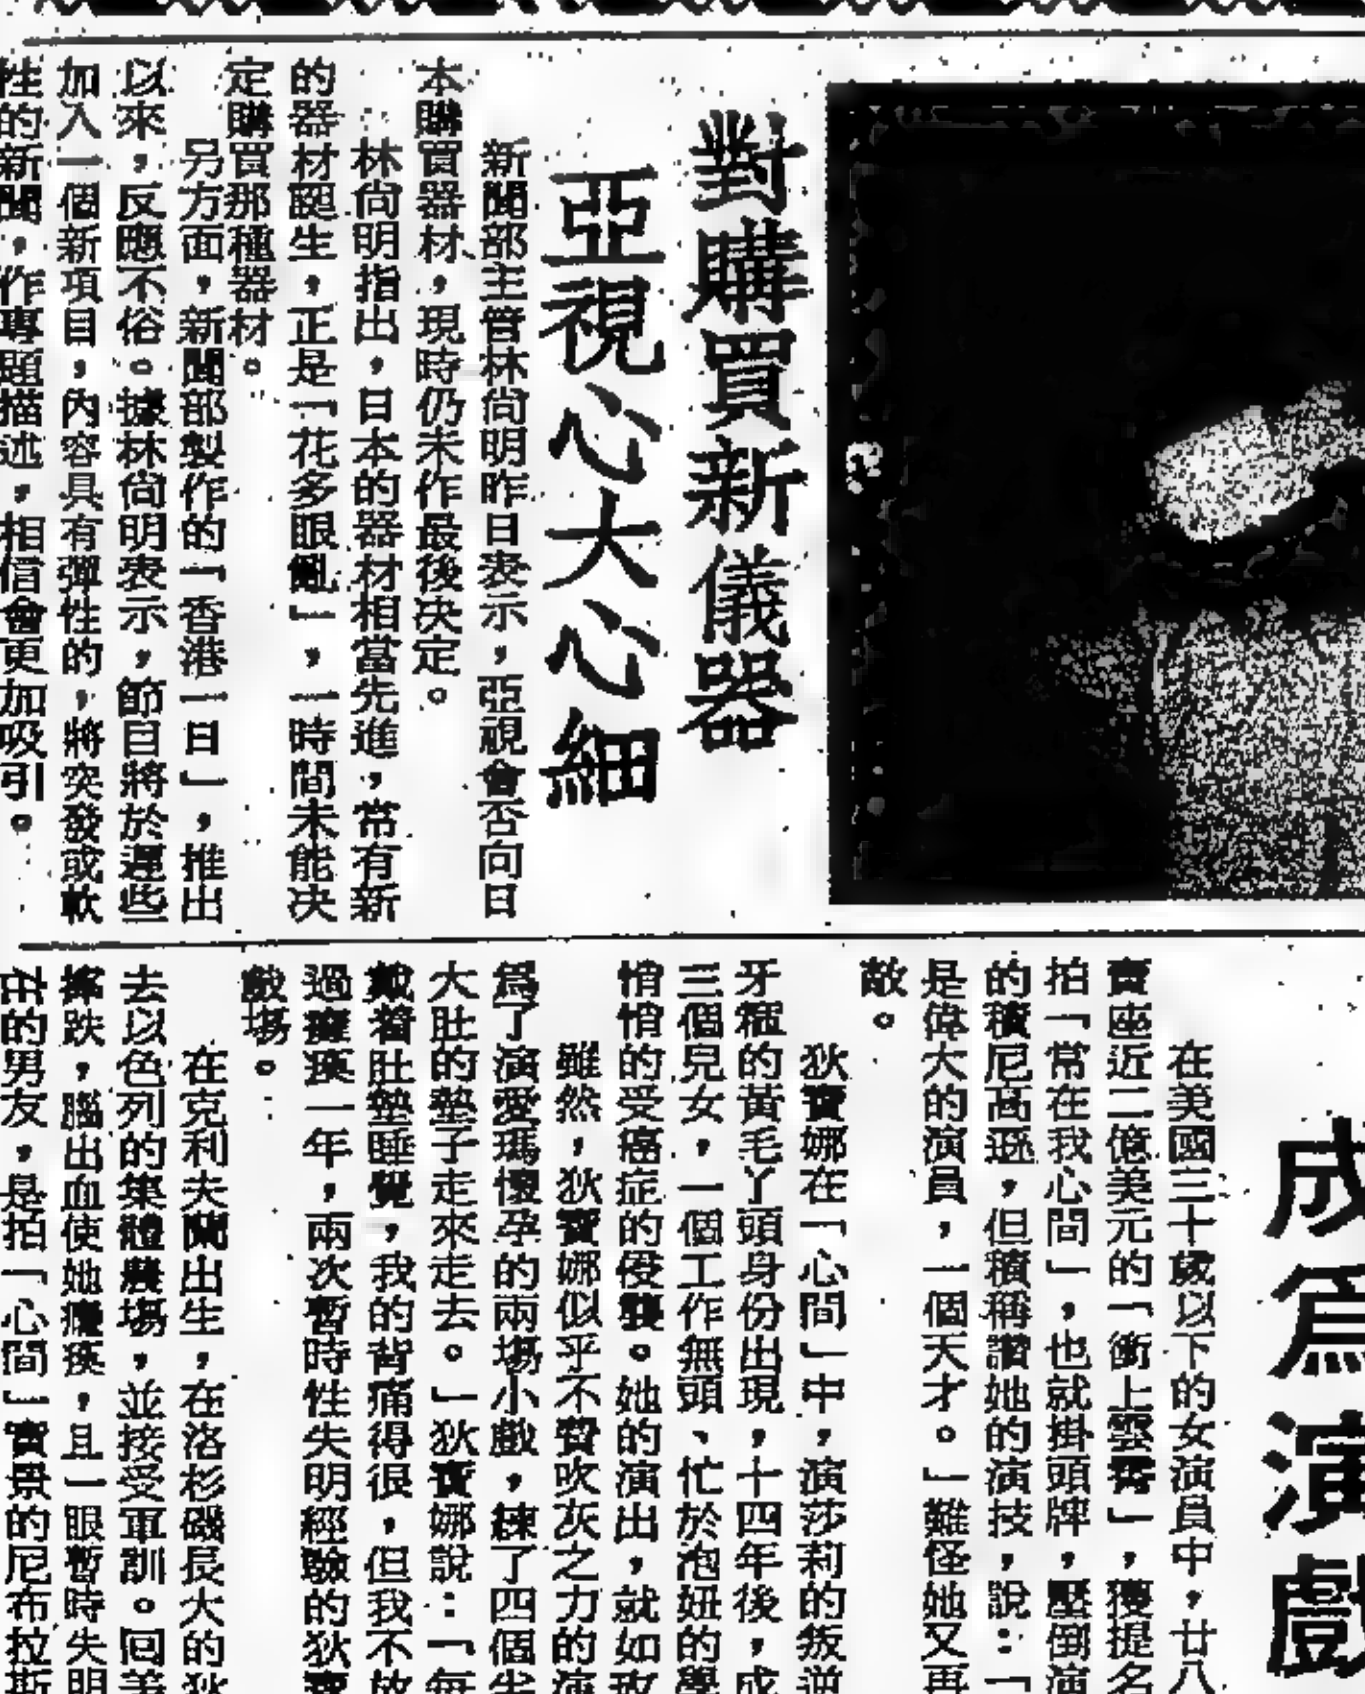 對購買新儀器
亞視心大心細
新聞部主管林尚明昨日表示，亞視會否向日
本購買器材，現時仍未作最後決定。
林尚明指出，日本的器材相當先進，常有新
的器材誕生，正是「花多眼亂」，一時間未能決
定購買那種器材。
另方面，新聞部製作的「香港一日」，推出
以來，反應不俗。據林尚明表示，節目將於遲些
加入一個新項目，內容具有彈性的，將突發或軟
性的新聞，作專題描述，相信會更加吸引。
成爲演戲
在美國三十歲以下的女演員中，廿八
賣座近二億美元的「衝上雲霄」，獲提名
拍「常在我心間」，也就掛頭牌，壓倒演
的積尼高遜，但積稱讚她的演技，說：「
是偉大的演員，一個天才。」難怪她又再
敵。
狄寶娜在「心間」中，演莎莉的叛逆
牙擦的黃毛丫頭身份出現，十四年後，成
三個兒女，一個工作無頭、忙於泡妞的學
悄悄的受癌症的侵襲。她的演出，就如玫
雖然，狄寶娜似乎不費吹灰之力的演
爲了演愛瑪懷孕的兩場小戲，練了四個
大肚的墊子走來走去。」狄寶娜說：「每
戴着肚墊睡覺，我的背痛得很，但我不放
過癱瘓一年，兩次暫時性失明經驗的狄寶
戲場。
在克利夫蘭出生，在洛杉磯長大的狄
去以色列的集體農場，並接受軍訓。回美
摔跌，腦出血使她癱瘓，且一眼暫時失明
的男友，是拍「心間」實景的尼布拉斯